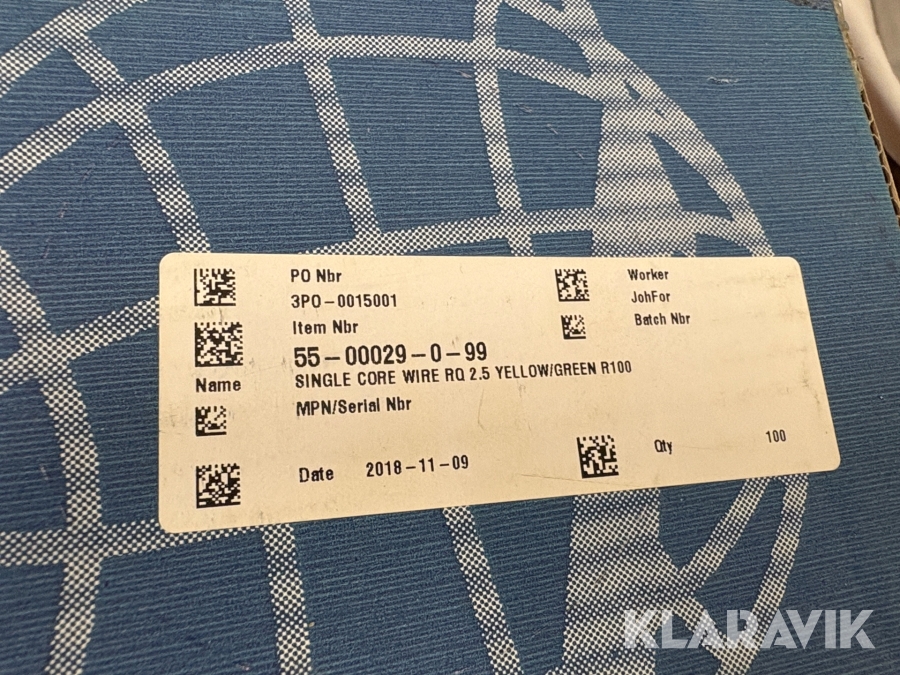 PO Nbr
3PO-0015001
Item Nbr
55-00029-0-99
Name
SINGLE CORE WIRE RQ 2.5 YELLOW/GREEN R100
MPN/Serial Nbr
Date 2018-11-09
Worker
JohFor
Batch Nbr
Qty 100
KLARAVIK